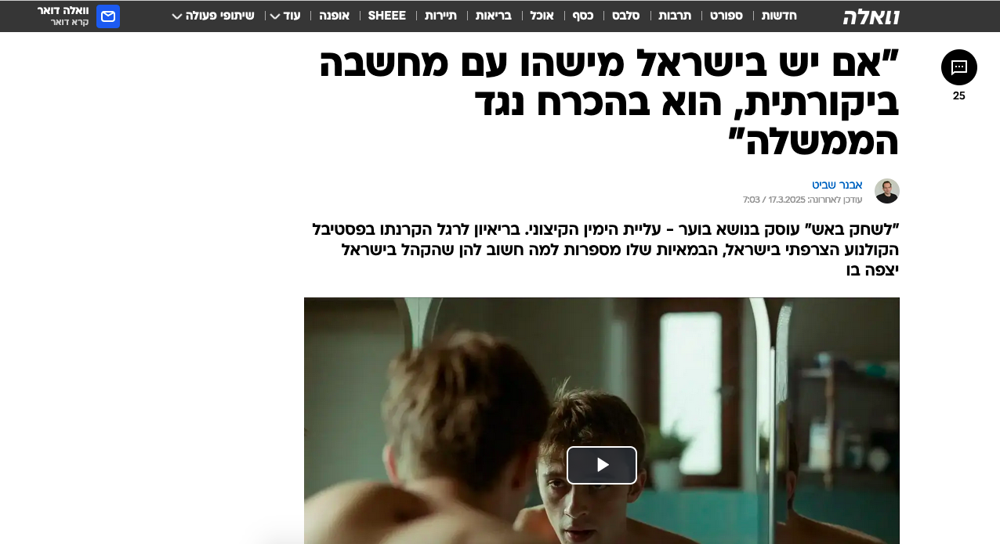 וואלה
חדשות
ספורט
תרבות
סלבס
כסף
אוכל
בריאות
תיירות
SHEEE
אופנה
עוד
שיתופי פעולה
וואלה דואר
קרא דואר
25
"אם יש בישראל מישהו עם מחשבה
ביקורתית, הוא בהכרח נגד
הממשלה"
אבנר שביט
עודכן לאחרונה: 17.3.2025 / 7:03
"לשחק באש" עוסק בנושא בוער - עליית הימין הקיצוני. בריאיון לרגל הקרנתו בפסטיבל
הקולנוע הצרפתי בישראל, הבמאיות שלו מספרות למה חשוב להן שהקהל בישראל
יצפה בו